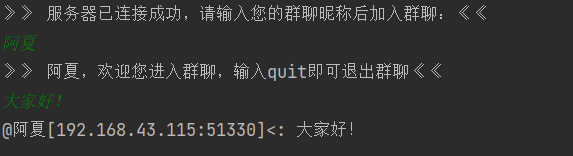 》》 服务器已连接成功，请输入您的群聊昵称后加入群聊：《《
阿夏
》》 阿夏，欢迎您进入群聊，输入quit即可退出群聊《《
大家好！
@阿夏[192.168.43.115:51330]<: 大家好！